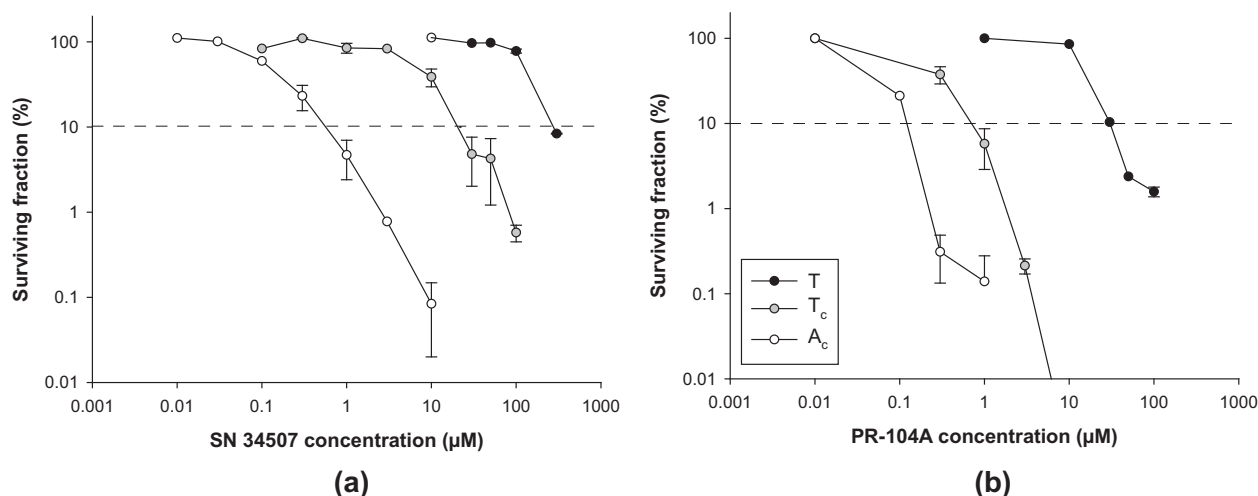 Surviving fraction (%)
100
10
1
0.1
0.01
0.001 0.01 0.1 1 10 100 1000
SN 34507 concentration (µM)
(a)
Surviving fraction (%)
100
10
1
0.1
0.01
T
T_c
A_c
0.001 0.01 0.1 1 10 100 1000
PR-104A concentration (µM)
(b)